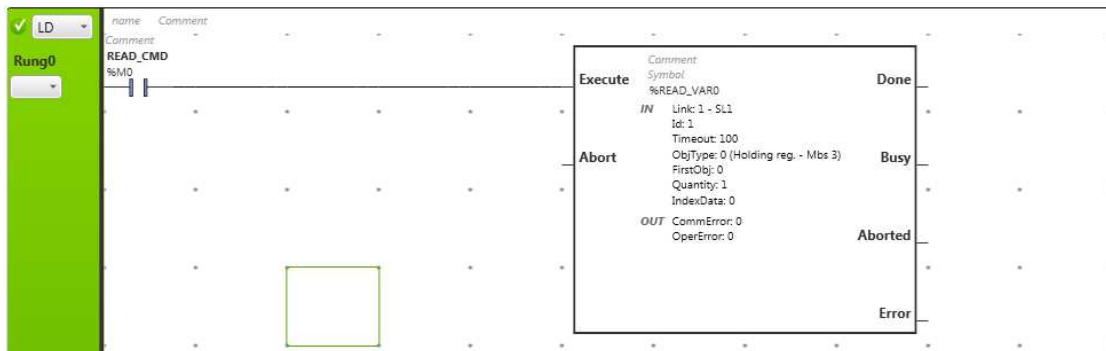 LD
name Comment
Comment
Rung0
READ_CMD
%M0
Comment
Symbol
Execute
Done
%READ_VAR0
IN Link: 1 - SL1
Id: 1
Timeout: 100
Abort
ObjType: 0 (Holding reg. - Mbs 3)
Busy
FirstObj: 0
Quantity: 1
IndexData: 0
OUT CommError: 0
OperError: 0
Aborted
Error